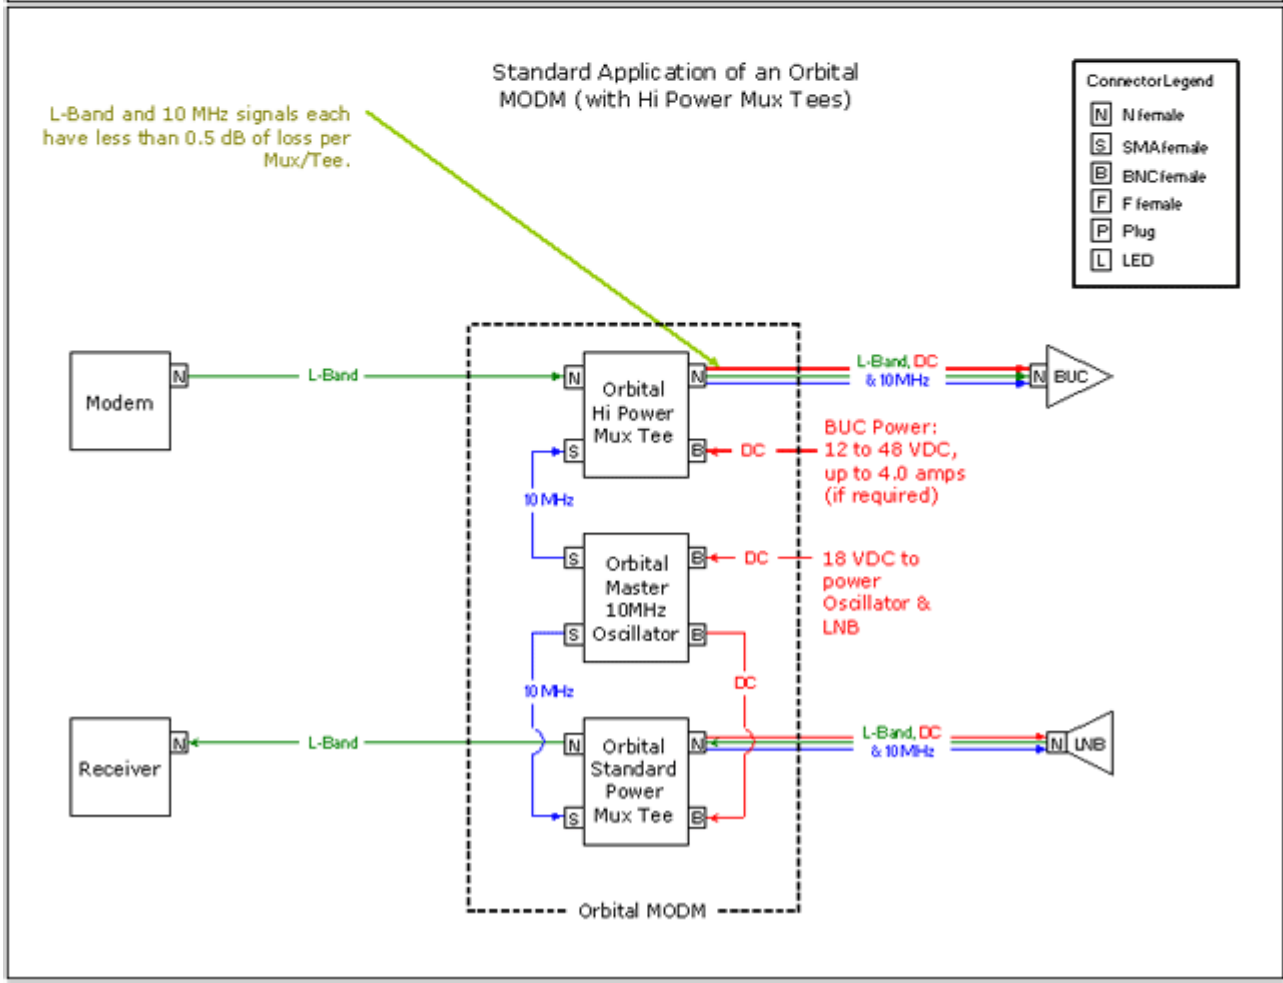 Standard Application of an Orbital
MODM (with Hi Power Mux Tees)
L-Band and 10 MHz signals each
have less than 0.5 dB of loss per
Mux/Tee.
Connector Legend
N N female
S SMA female
B BNC female
F F female
P Plug
L LED
Modem
N
L-Band
N
Orbital
Hi Power
Mux Tee
N
S
B
L-Band, DC
& 10 MHz
N
BUC
DC
BUC Power:
12 to 48 VDC,
up to 4.0 amps
(if required)
10 MHz
S
Orbital
Master
10MHz
Oscillator
B
S
B
DC
18 VDC to
power
Oscillator &
LNB
10 MHz
DC
Receiver
N
L-Band
N
Orbital
Standard
Power
Mux Tee
N
S
B
L-Band, DC
& 10 MHz
N
LNB
Orbital MODM